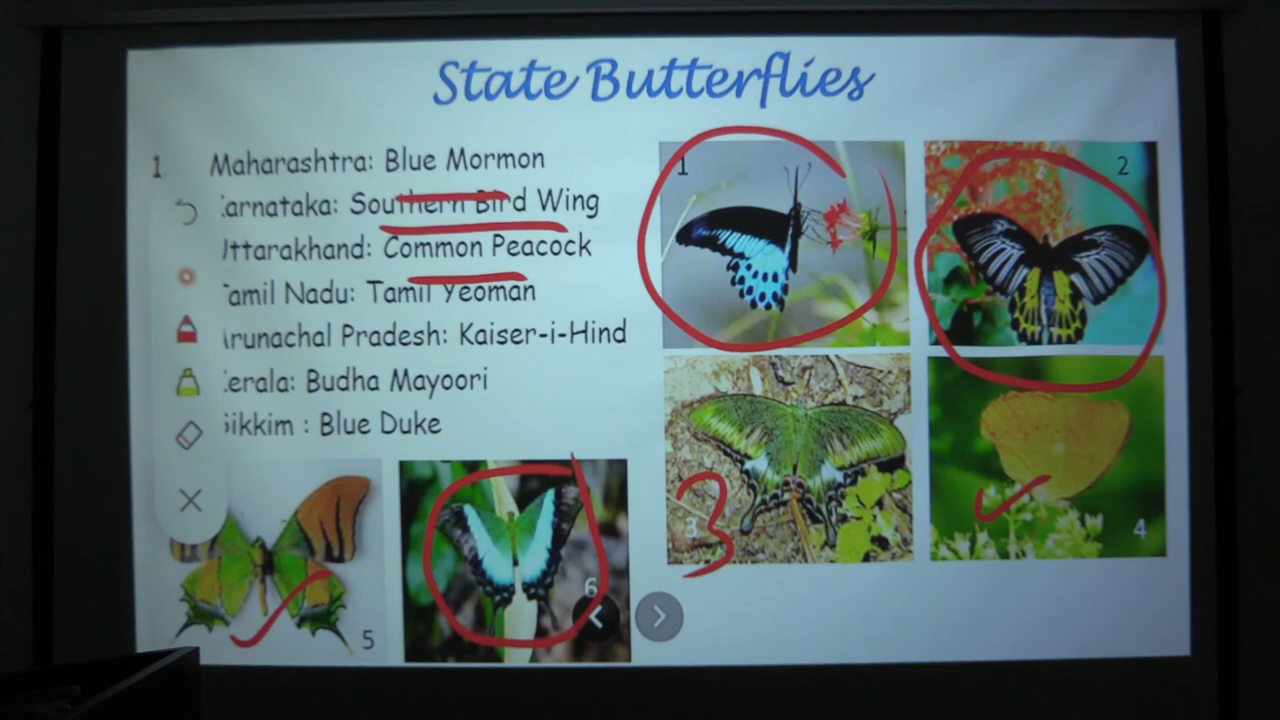 State Butterflies
1. Maharashtra: Blue Mormon
arnataka: Southern Bird Wing
ttarakhand: Common Peacock
amil Nadu: Tamil Yeoman
runachal Pradesh: Kaiser-i-Hind
erala: Budha Mayoori
ikkim : Blue Duke
1
2
3
3
4
5
6